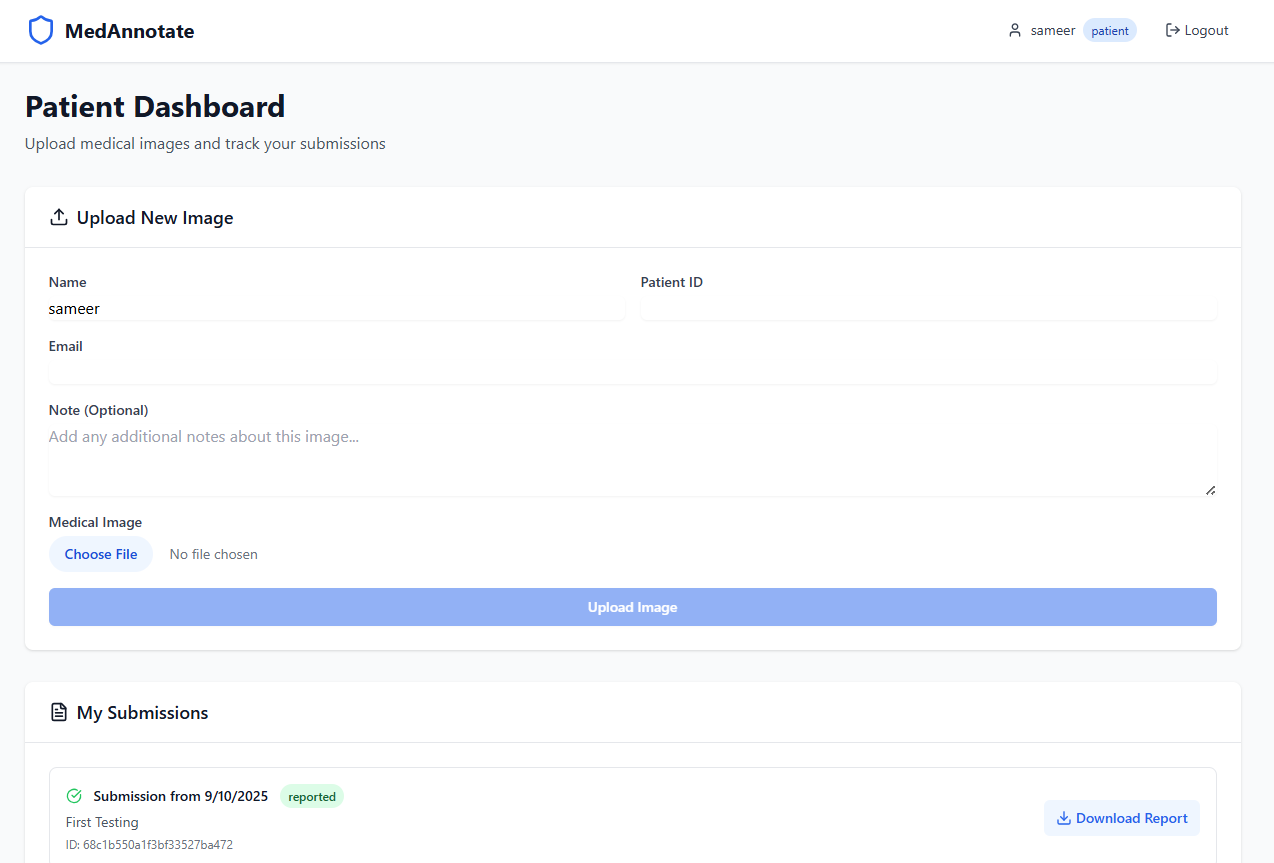 MedAnnotate
sameer patient Logout
Patient Dashboard
Upload medical images and track your submissions
Upload New Image
Name Patient ID
sameer
Email
Note (Optional)
Add any additional notes about this image...
Medical Image
Choose File No file chosen
Upload Image
My Submissions
Submission from 9/10/2025 reported
First Testing
Download Report
ID: 68c1b550a1f3bf33527ba472